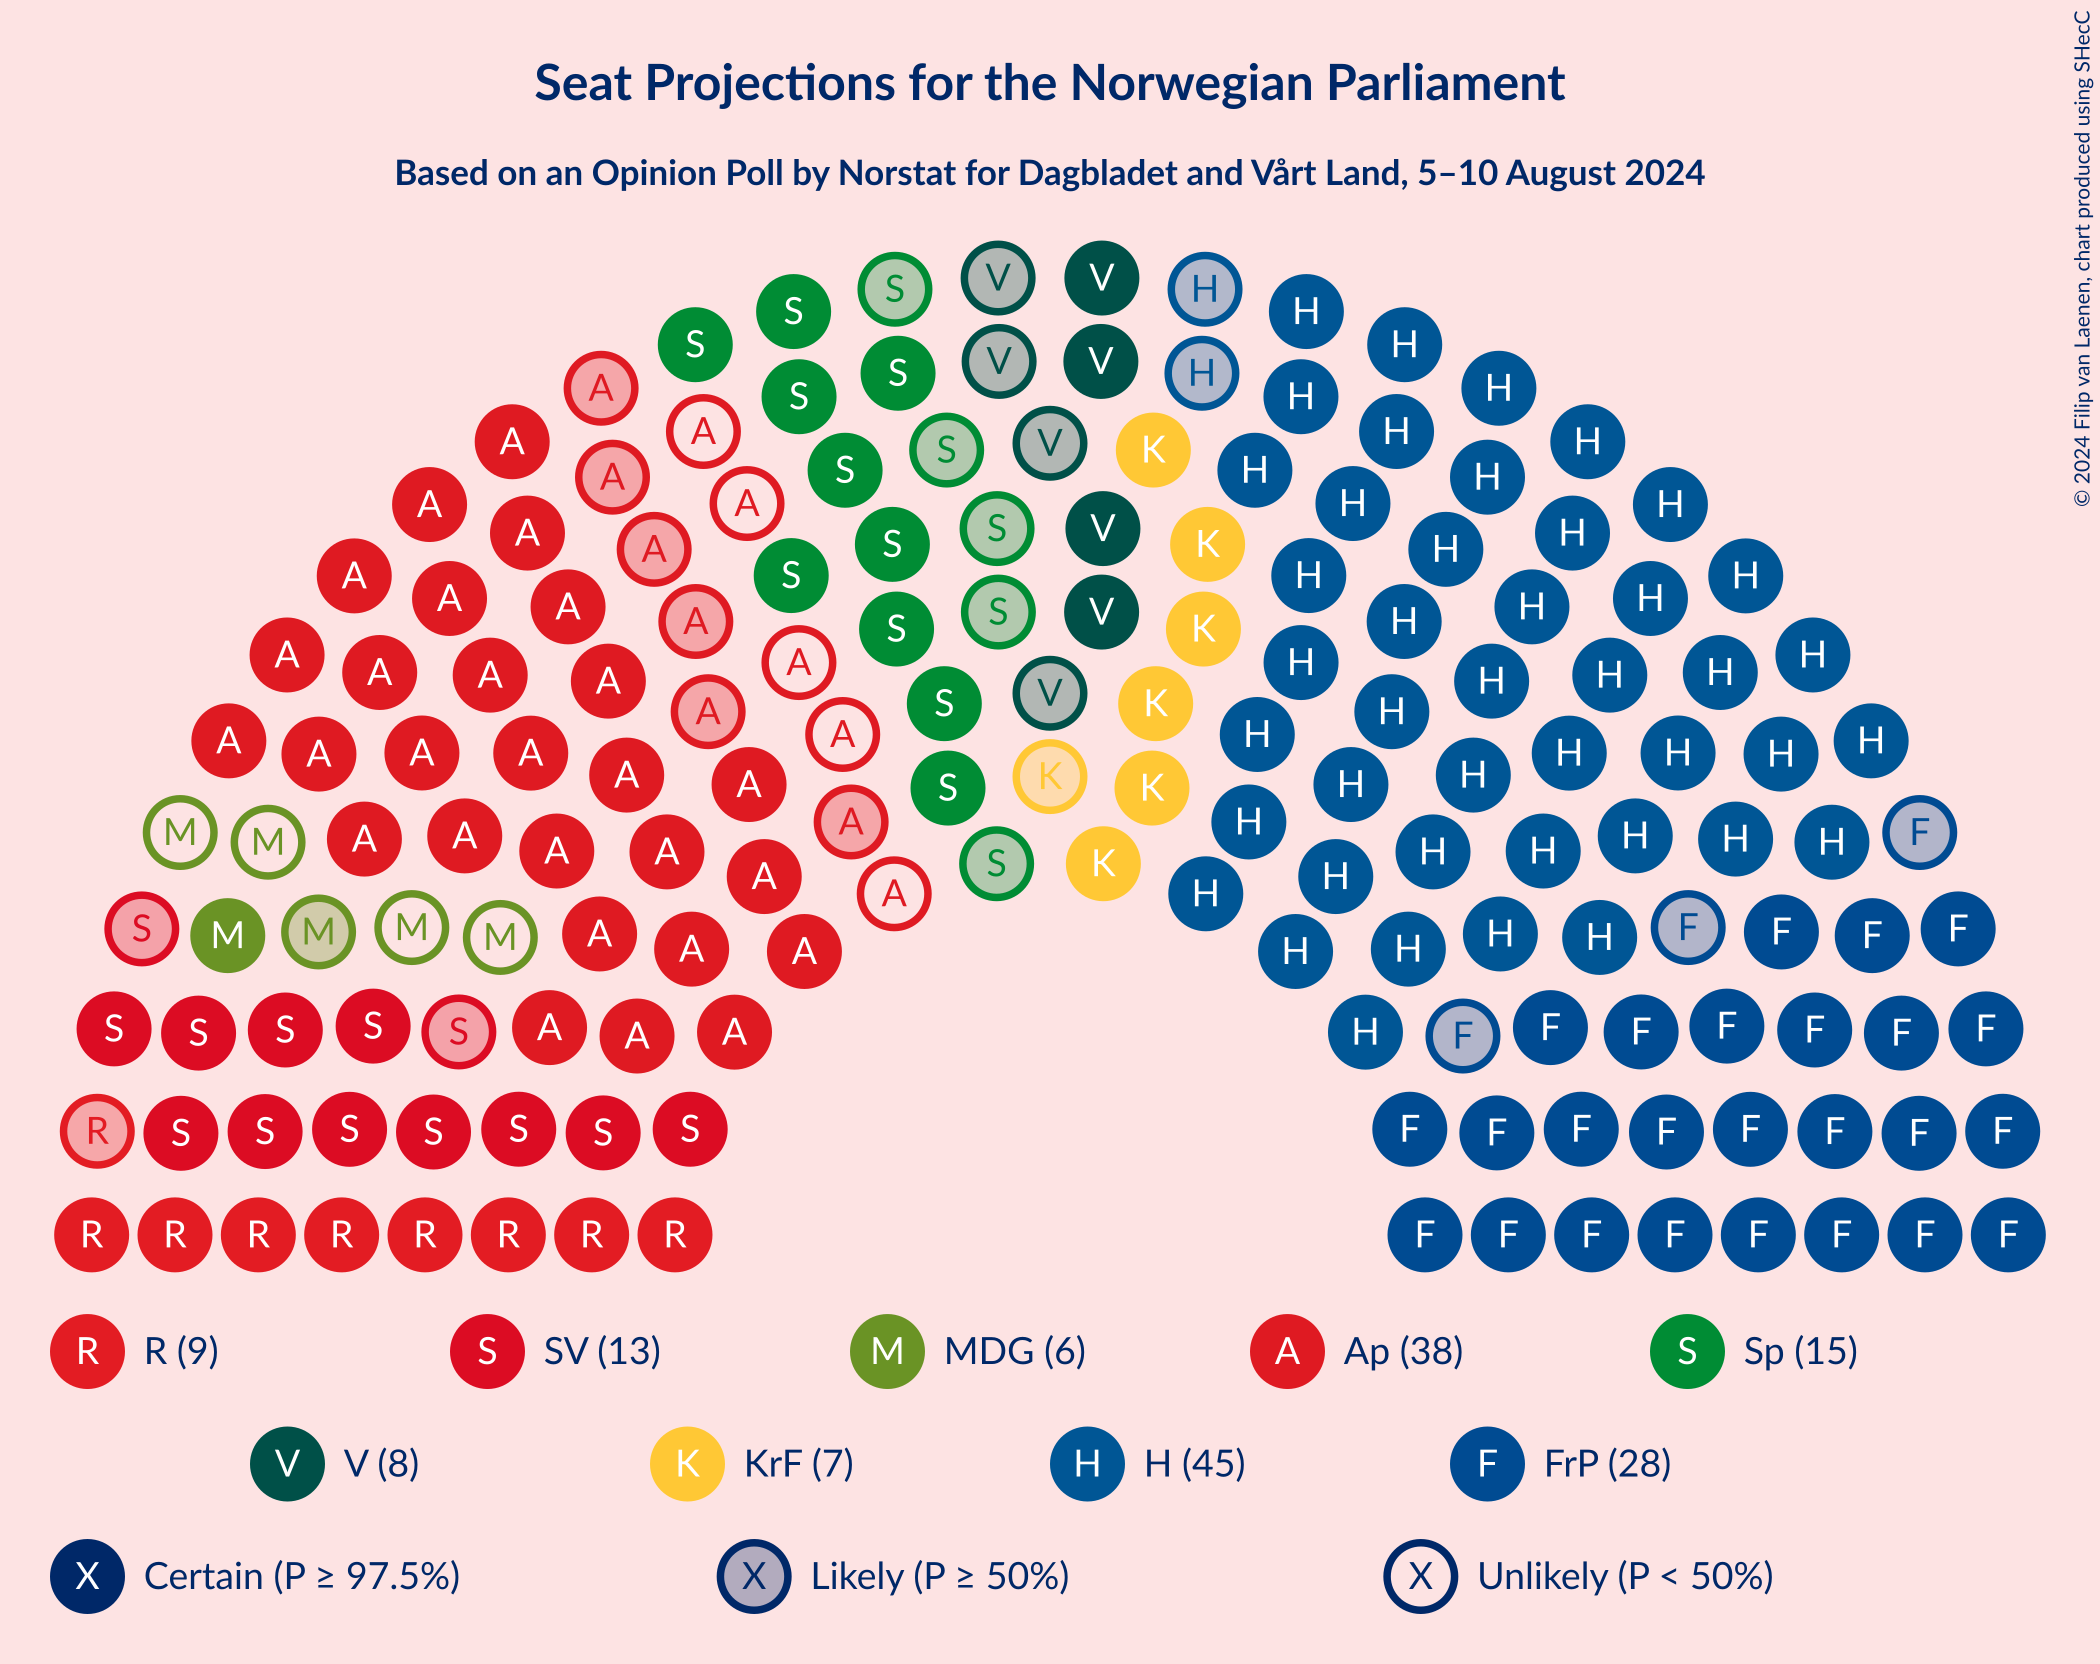 Seat Projections for the Norwegian Parliament
Based on an Opinion Poll by Norstat for Dagbladet and Vårt Land, 5–10 August 2024
© 2024 Filip van Laenen, chart produced using SHecC
V V
S H
S H
S V V H
S S H H
A A H H
A S K H
A V H
S S H H
A A H H
A A S V K H H
A A H H
A S S H H
A A H H
A A S V K H H
A S K H
A A A H H H
A A A S V K H H H
A A H H
A A A A A S K H H H H H
M A A S K H H F
M A A A A A S K H H H H H
A A H H
S M M M M A A A H H H H F F F F
S S S S S A A A H F F F F F F F
R S S S S S S S F F F F F F F F
R R R R R R R R F F F F F F F F
R R (9) S SV (13) M MDG (6) A Ap (38) S Sp (15)
V V (8) K KrF (7) H H (45) F FrP (28)
X Certain (P ≥ 97.5%) X Likely (P ≥ 50%) X Unlikely (P < 50%)